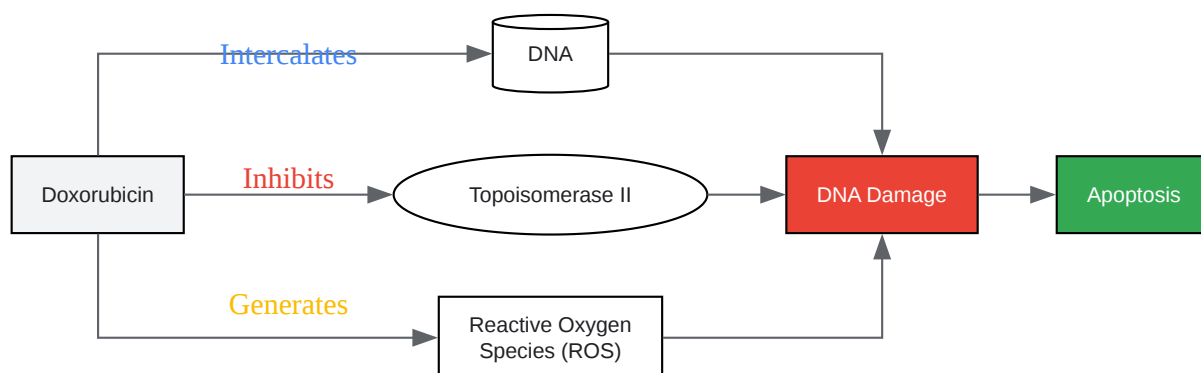 Intercalates
DNA
Doxorubicin
Inhibits
Topoisomerase II
DNA Damage
Apoptosis
Generates
Reactive Oxygen
Species (ROS)